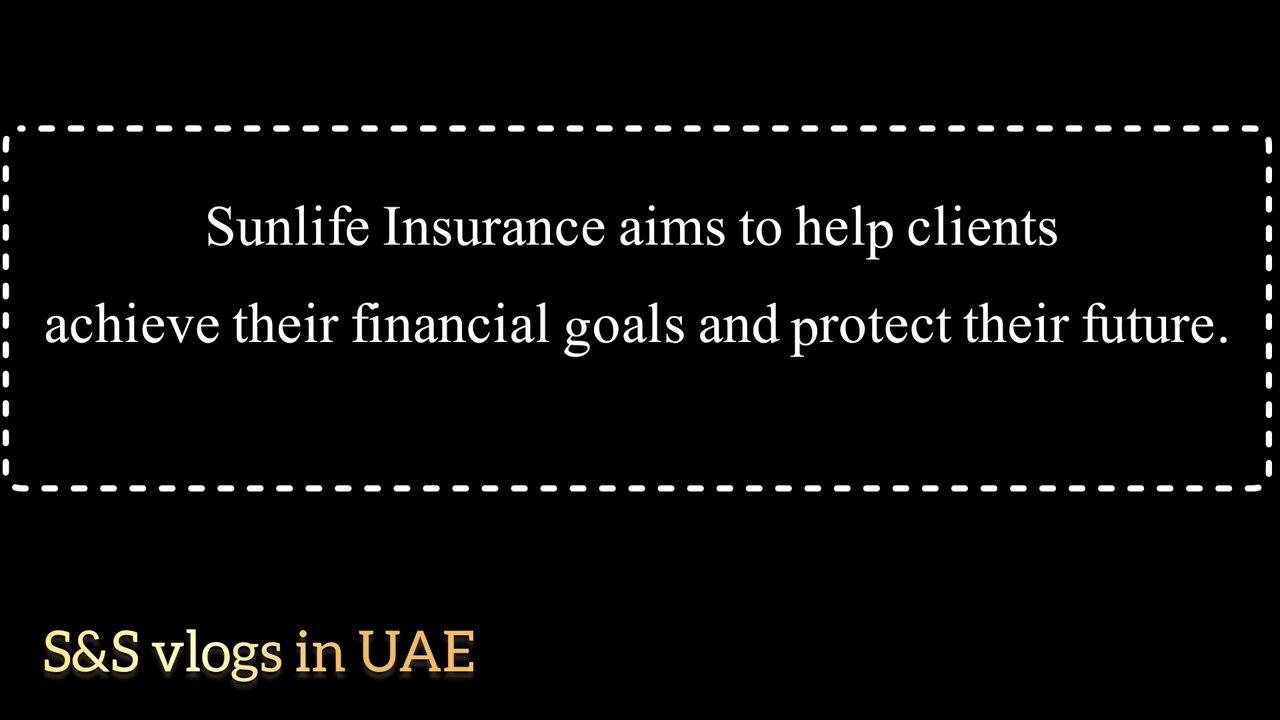 Sunlife Insurance aims to help clients
achieve their financial goals and protect their future.
S&S vlogs in UAE